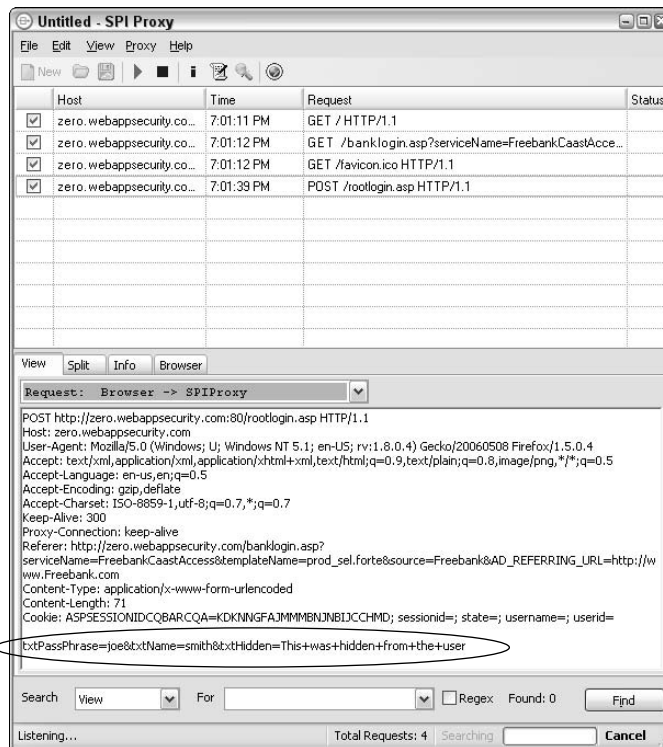 Untitled - SPI Proxy
File Edit View Proxy Help
New
Host Time Request Status
zero.webappsecurity.co... 7:01:11 PM GET / HTTP/1.1
zero.webappsecurity.co... 7:01:12 PM GET /banklogin.asp?serviceName=FreebankCaastAcce...
zero.webappsecurity.co... 7:01:12 PM GET /favicon.ico HTTP/1.1
zero.webappsecurity.co... 7:01:39 PM POST /rootlogin.asp HTTP/1.1
View Split Info Browser
Request: Browser -> SPIProxy
POST http://zero.webappsecurity.com:80/rootlogin.asp HTTP/1.1
Host: zero.webappsecurity.com
User-Agent: Mozilla/5.0 (Windows; U; Windows NT 5.1; en-US; rv:1.8.0.4) Gecko/20060508 Firefox/1.5.0.4
Accept: text/xml,application/xml,application/xhtml+xml,text/html;q=0.9,text/plain;q=0.8,image/png,*/*;q=0.5
Accept-Language: en-us,en;q=0.5
Accept-Encoding: gzip,deflate
Accept-Charset: ISO-8859-1,utf-8;q=0.7,*;q=0.7
Keep-Alive: 300
Proxy-Connection: keep-alive
Referer: http://zero.webappsecurity.com/banklogin.asp?
serviceName=FreebankCaastAccess&templateName=prod_sel.forte&source=Freebank&AD_REFERRING_URL=http://w
ww.Freebank.com
Content-Type: application/x-www-form-urlencoded
Content-Length: 71
Cookie: ASPSESSIONIDCQBARCQA=KDKNNGFAJMMMBNJNBIJCCHMD; sessionid=; state=; username=; userid=
txtPassPhrase=joe&txtName=smith&txtHidden=This+was+hidden+from+the+user
Search View For Regex Found: 0 Find
Listening... Total Requests: 4 Searching Cancel